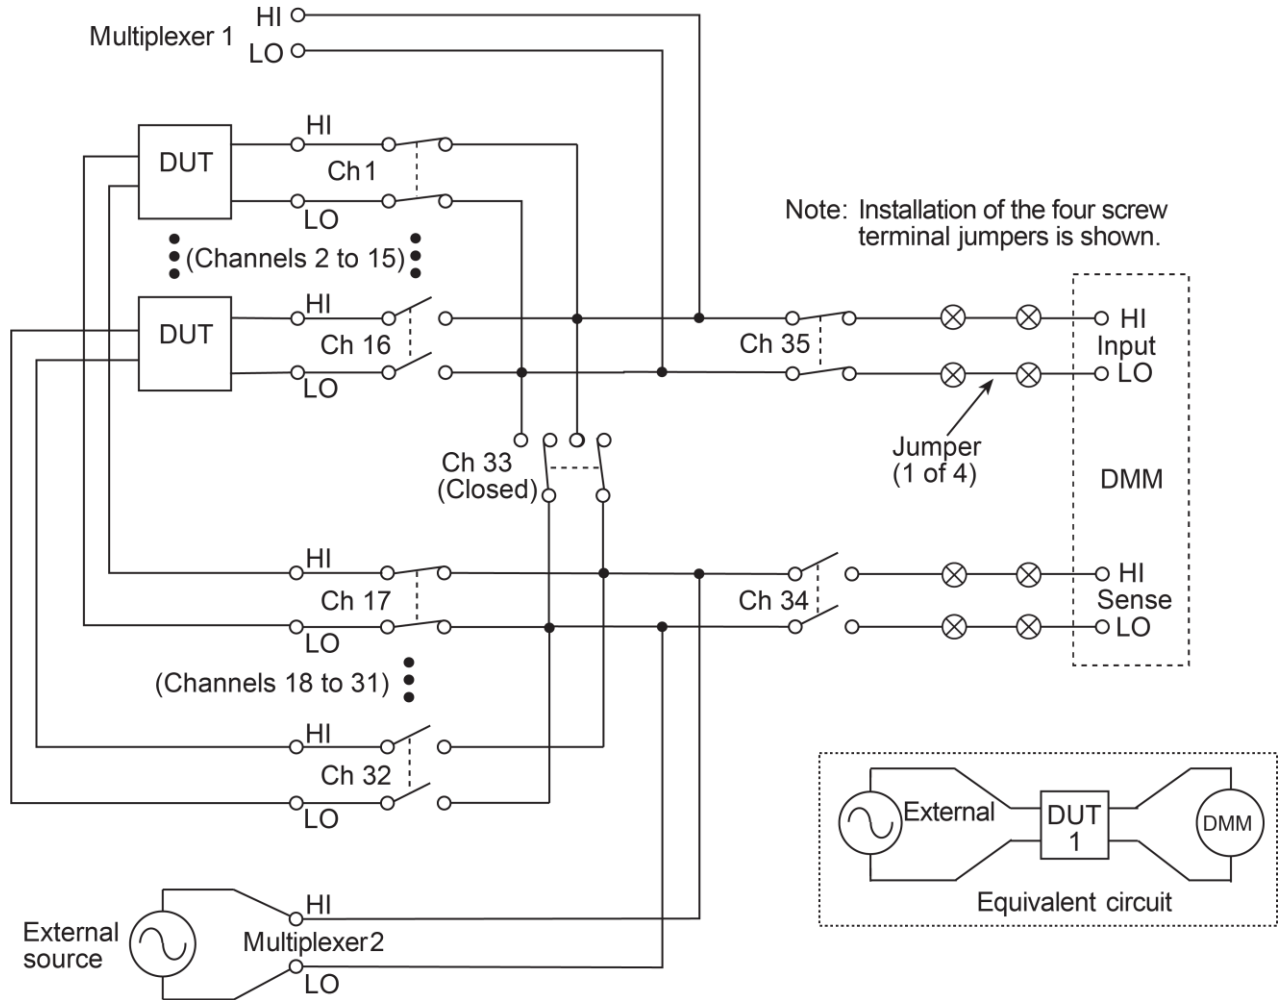 HI
Multiplexer 1
LO
HI
DUT
Ch 1
LO
(Channels 2 to 15)
Note: Installation of the four screw
terminal jumpers is shown.
HI
DUT
Ch 16
LO
Ch 35
HI
Input
LO
Jumper
(1 of 4)
Ch 33
(Closed)
DMM
HI
Ch 17
LO
Ch 34
HI
Sense
LO
(Channels 18 to 31)
HI
Ch 32
LO
External
DUT
1
DMM
Equivalent circuit
External
source
HI
Multiplexer 2
LO